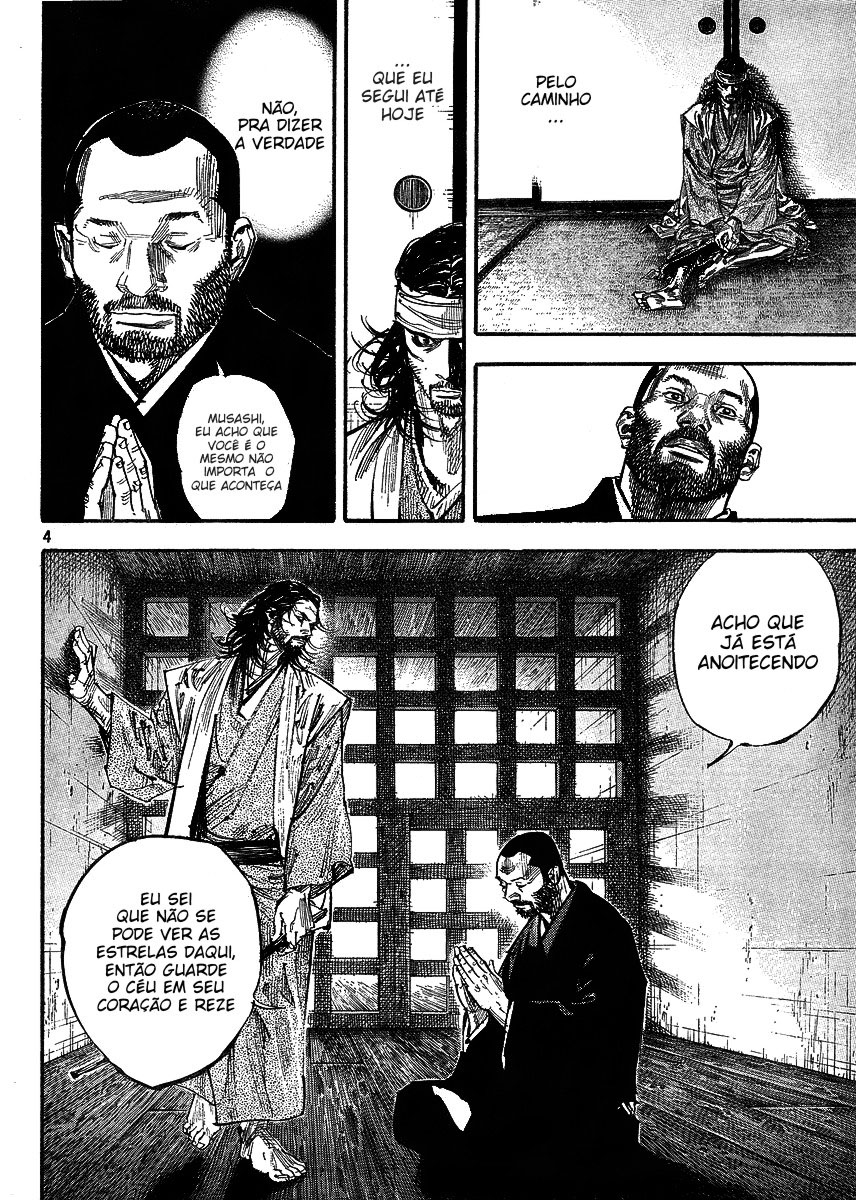 PELO
CAMINHO
...
...
QUE EU
SEGUI ATÉ
HOJE
NÃO,
PRA DIZER
A VERDADE
MUSASHI,
EU ACHO QUE
VOCÊ É O
MESMO NÃO
IMPORTA O
QUE ACONTEÇA
4
ACHO QUE
JÁ ESTÁ
ANOITECENDO
EU SEI
QUE NÃO SE
PODE VER AS
ESTRELAS DAQUI,
ENTÃO GUARDE
O CÉU EM SEU
CORAÇÃO E REZE